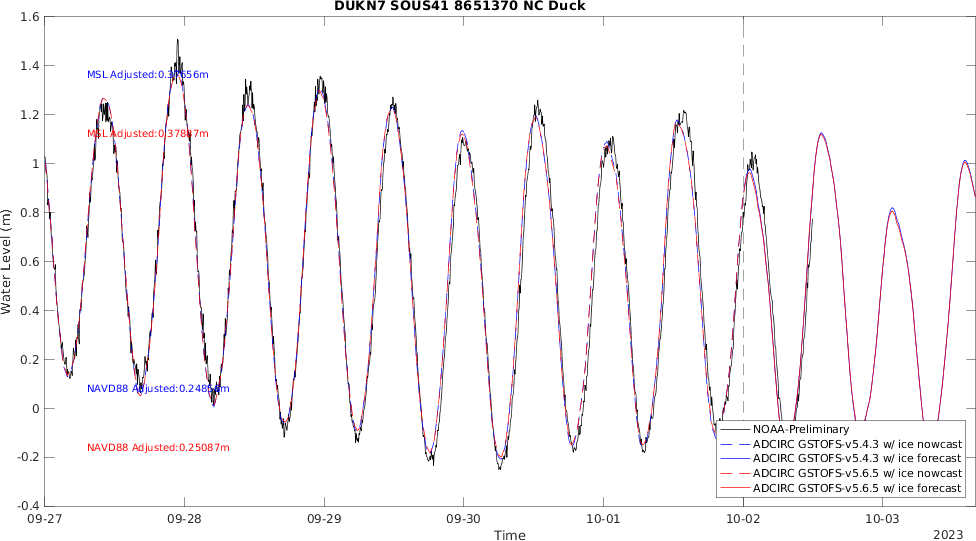 DUKN7 SOUS41 8651370 NC Duck
1.6
1.4
1.2
1
0.8
0.6
0.4
0.2
0
-0.2
-0.4
Water Level (m)
MSL Adjusted:0.37656m
MSL Adjusted:0.37887m
NAVD88 Adjusted:
NAVD88 Adjusted:0.25087m
NOAA-Preliminary
ADCIRC GSTOFS-v5.4.3 w/ ice nowcast
ADCIRC GSTOFS-v5.4.3 w/ ice forecast
ADCIRC GSTOFS-v5.6.5 w/ ice nowcast
ADCIRC GSTOFS-v5.6.5 w/ ice forecast
09-27 09-28 09-29 09-30 10-01 10-02 10-03
Time
2023